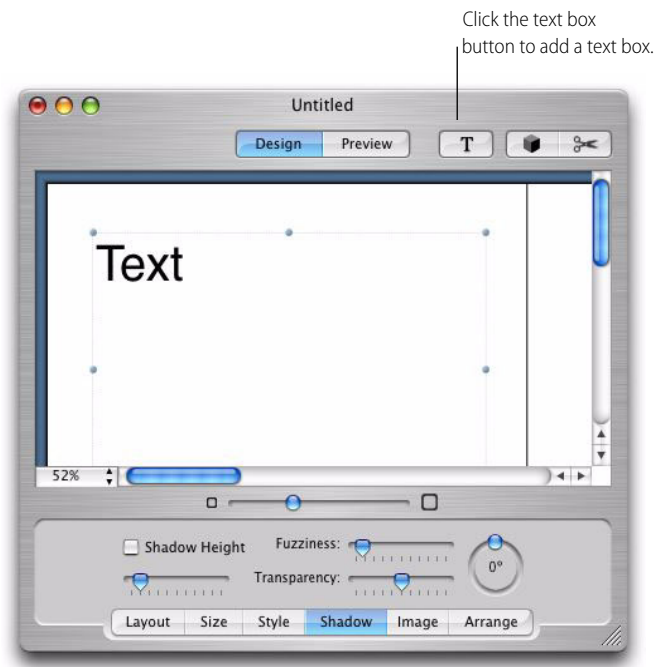 Click the text box
button to add a text box.
Untitled
Design Preview T
Text
52%
Shadow Height Fuzziness:
0°
Transparency:
Layout Size Style Shadow Image Arrange